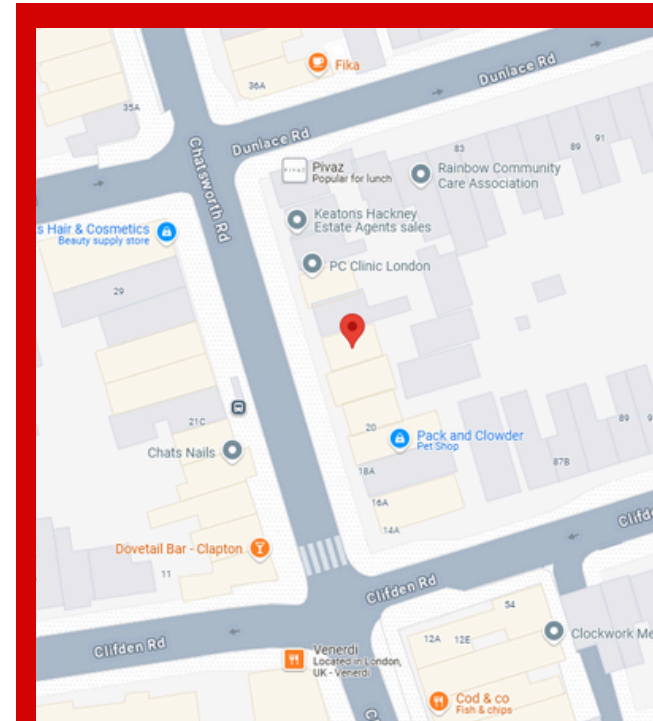 Fika
36A
Dunlace Rd
35A
Dunlace Rd
83
89
91
Pivaz
Pivaz
Popular for lunch
Rainbow Community
Care Association
Chatsworth Rd
Keatons Hackney
Estate Agents sales
s Hair & Cosmetics
Beauty supply store
PC Clinic London
29
21C
20
Pack and Clowder
Pet Shop
89
9
Chats Nails
18A
87B
16A
14A
Clifd
Dovetail Bar - Clapton
11
Clifden Rd
54
Clifden Rd
12A
12E
Clockwork Me
Venerdi
Located in London,
UK - Venerdi
Cod & co
Fish & chips